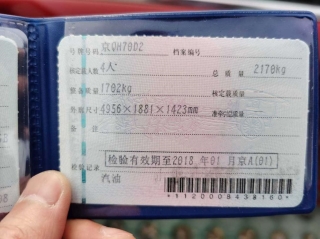 号牌号码 京QH70D2 档案编号
核定载人数 4人 总质量 2170kg
整备质量 1702kg 核定载质量
外廓尺寸 4956×1881×1423mm 准牵引总质量
备注
检验有效期至2018年01月京A(01)
检验记录
汽油
*1120009438160*